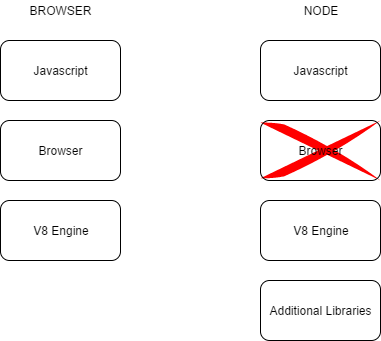 BROWSER
Javascript
Browser
V8 Engine
NODE
Javascript
Browser
V8 Engine
Additional Libraries